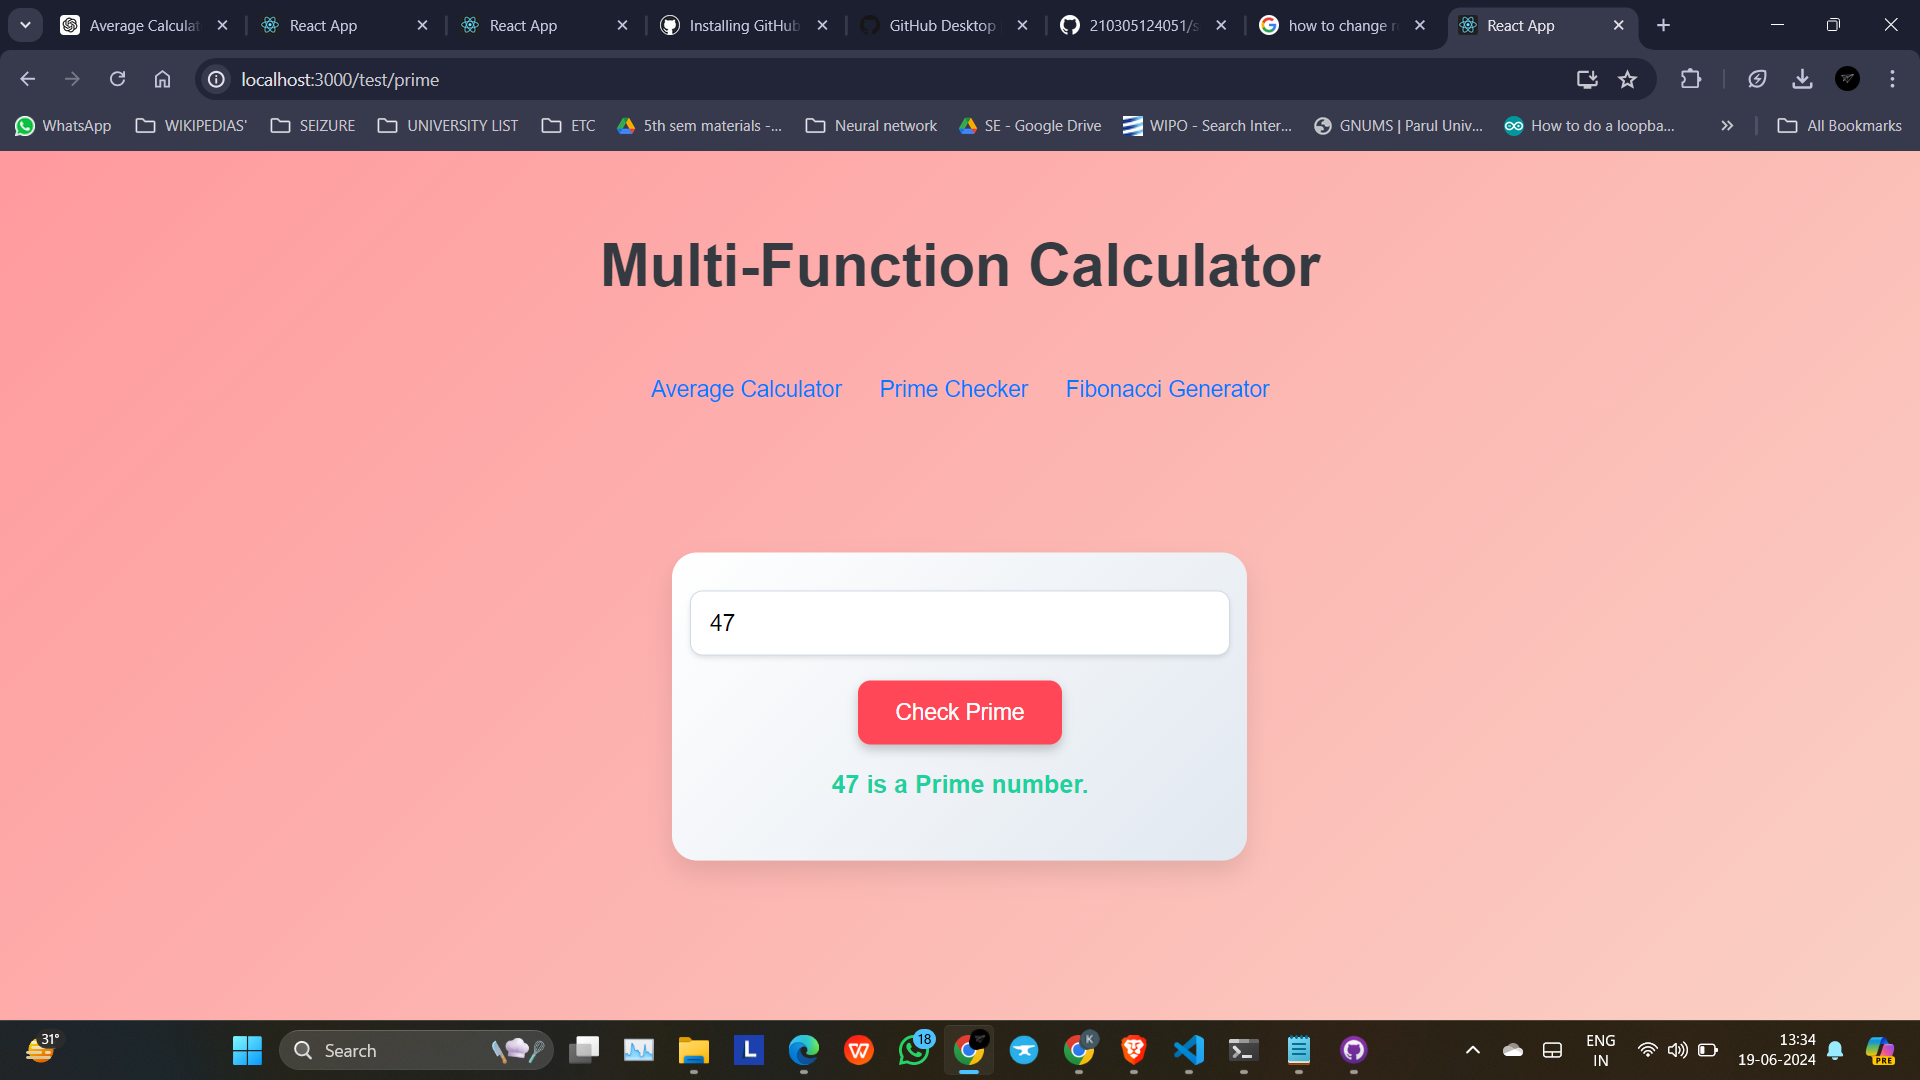 Average Calculat
React App
React App
Installing GitHub
GitHub Desktop
210305124051/s
how to change r
React App
localhost:3000/test/prime
WhatsApp
WIKIPEDIAS'
SEIZURE
UNIVERSITY LIST
ETC
5th sem materials -...
Neural network
SE - Google Drive
WIPO - Search Inter...
GNUMS | Parul Univ...
How to do a loopba...
All Bookmarks
Multi-Function Calculator
Average Calculator
Prime Checker
Fibonacci Generator
47
Check Prime
47 is a Prime number.
31°
Search
L
W
18
K
ENG
IN
13:34
19-06-2024
PRE